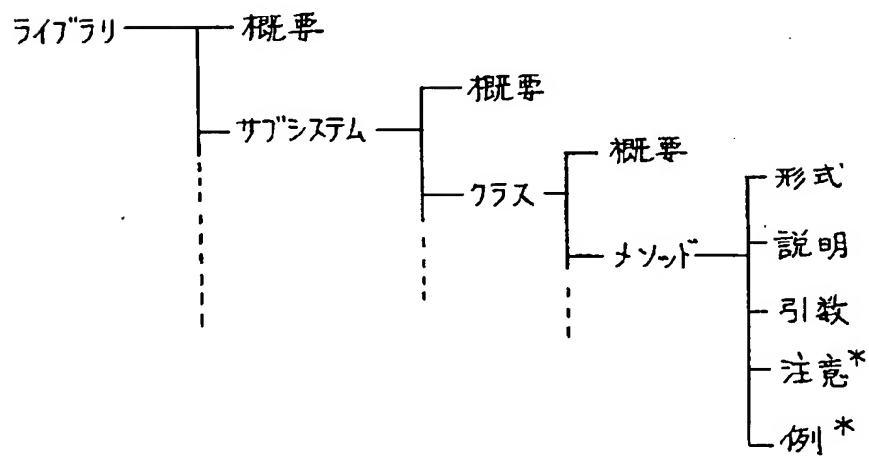 ライブラリ 概要
概要
サブシステム
概要
クラス
形式
メソッド
説明
引数
注意*
例*